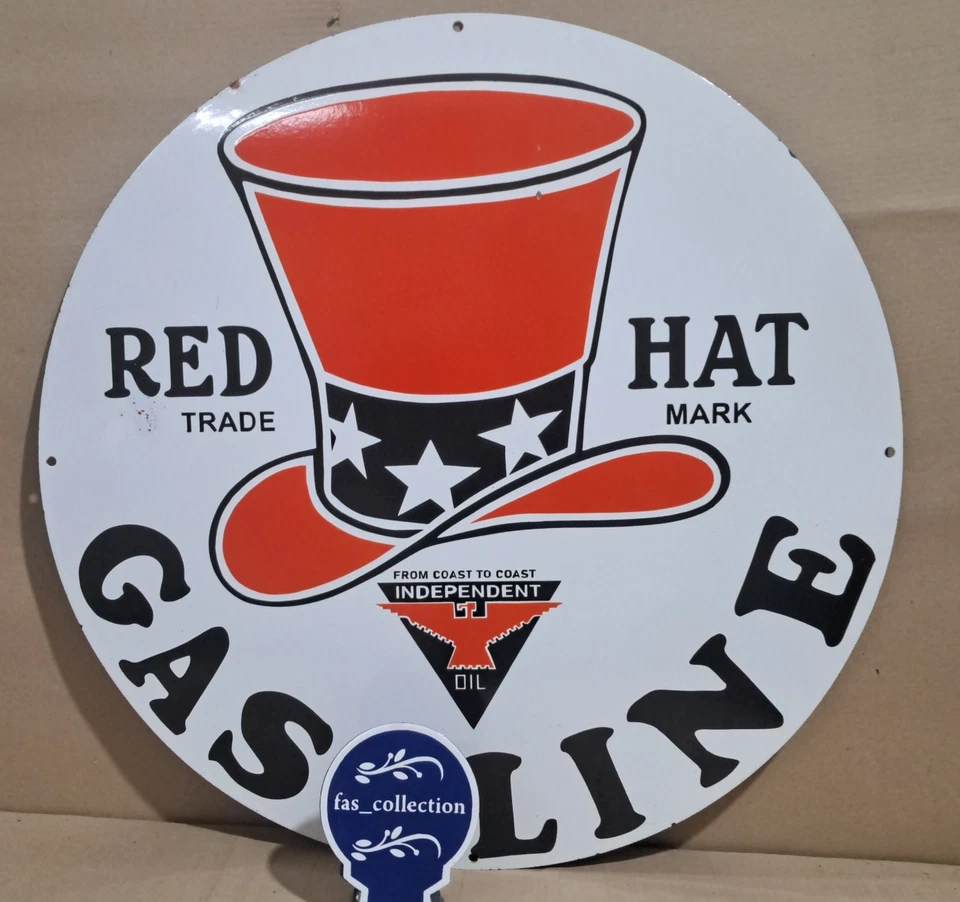 RED HAT
TRADE MARK
FROM COAST TO COAST
INDEPENDENT
OIL
GAS LINE
fas_collection